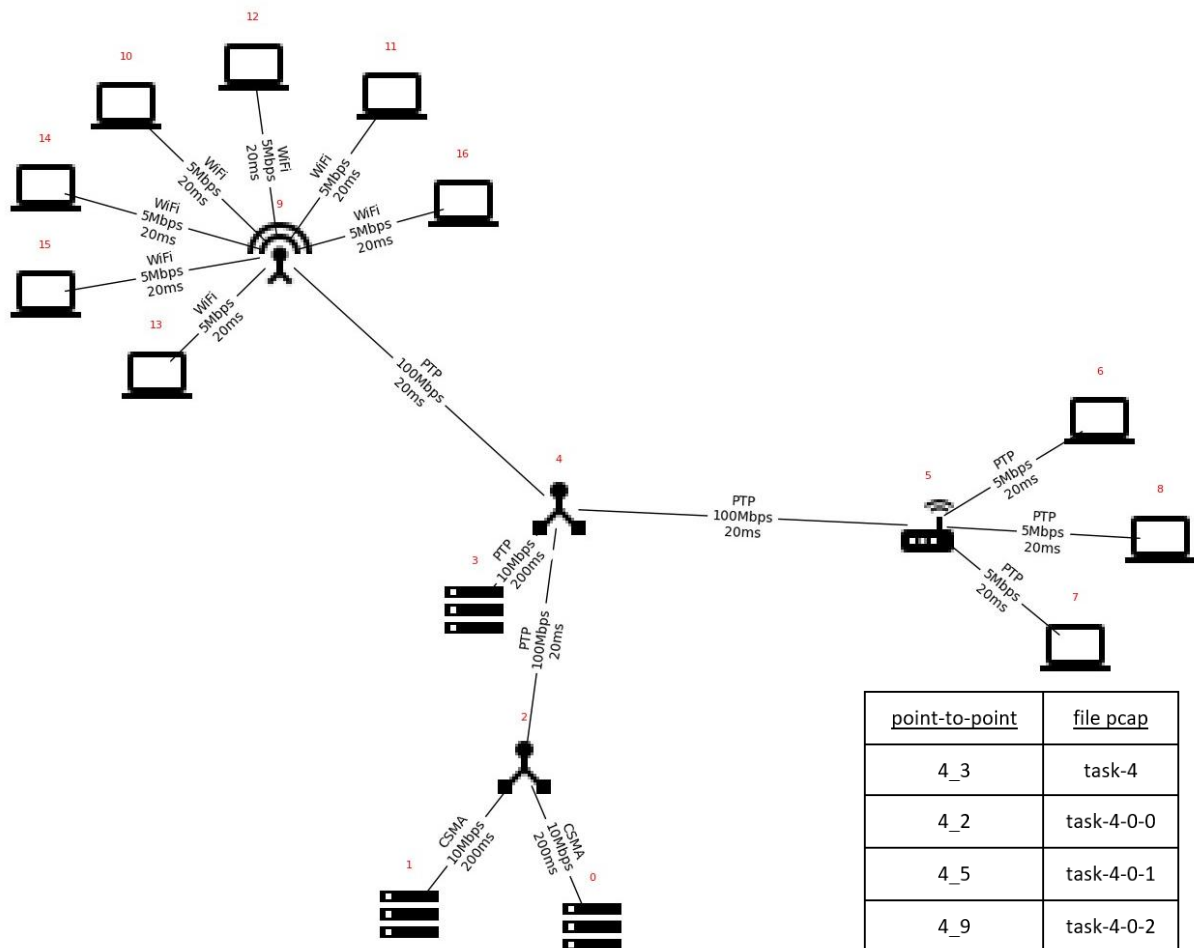 12
10
11
14
16
15
13
9
WiFi
5Mbps
20ms
WiFi
5Mbps
20ms
WiFi
5Mbps
20ms
WiFi
5Mbps
20ms
WiFi
5Mbps
20ms
WiFi
5Mbps
20ms
WiFi
5Mbps
20ms
PTP
100Mbps
20ms
4
6
5
8
7
3
PTP
5Mbps
20ms
PTP
100Mbps
20ms
PTP
5Mbps
20ms
PTP
5Mbps
20ms
PTP
10Mbps
200ms
PTP
100Mbps
20ms
2
CSMA
10Mbps
200ms
CSMA
10Mbps
200ms
1
0
point-to-point file pcap
4_3 task-4
4_2 task-4-0-0
4_5 task-4-0-1
4_9 task-4-0-2